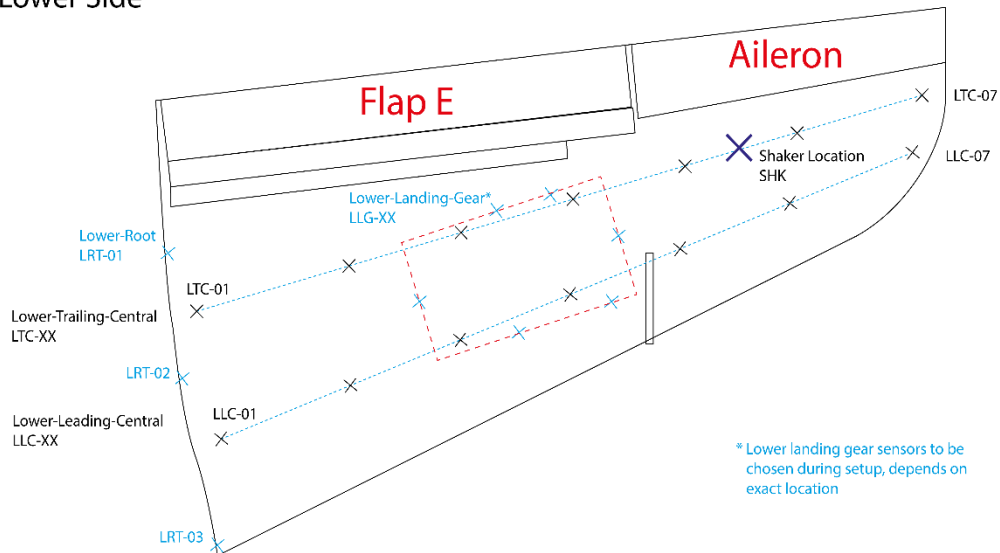 Lower Side
Aileron
Flap E
LTC-07
LLC-07
Shaker Location
SHK
Lower-Landing-Gear*
LLG-XX
Lower-Root
LRT-01
LTC-01
Lower-Trailing-Central
LTC-XX
LRT-02
LLC-01
Lower-Leading-Central
LLC-XX
* Lower landing gear sensors to be
chosen during setup, depends on
exact location
LRT-03